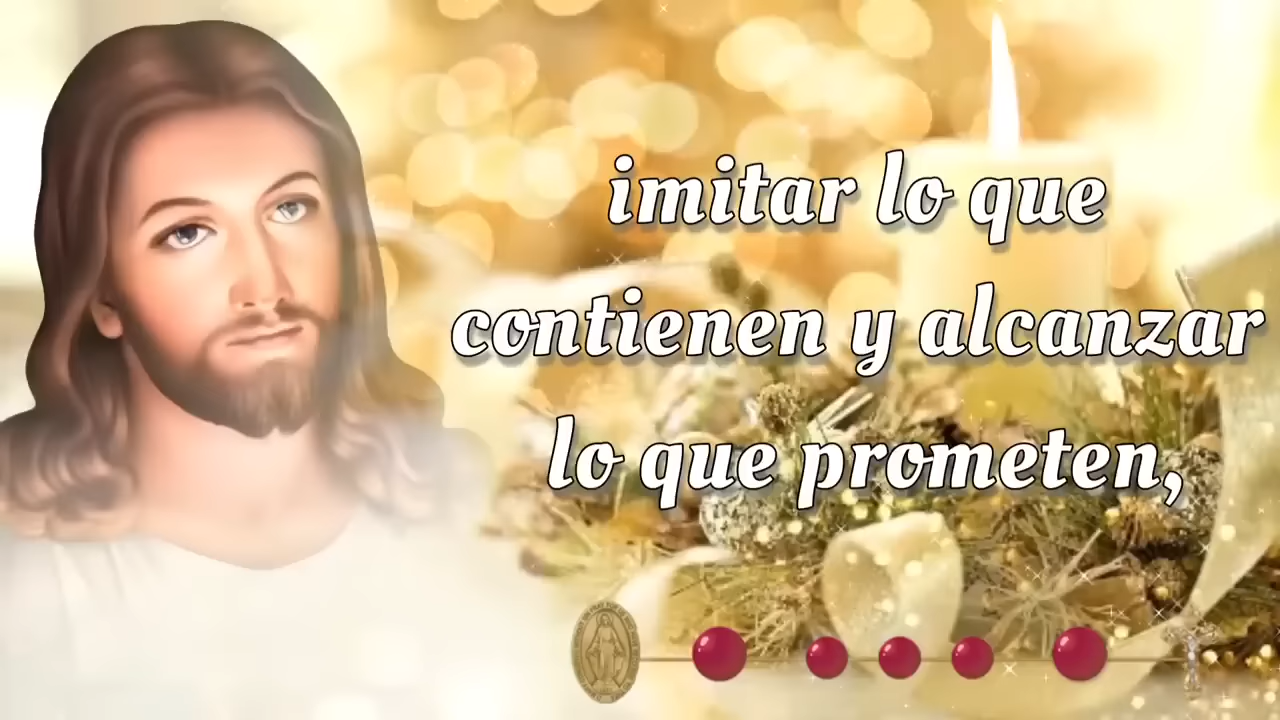 imitar lo que
contienen y alcanzar
lo que prometen,